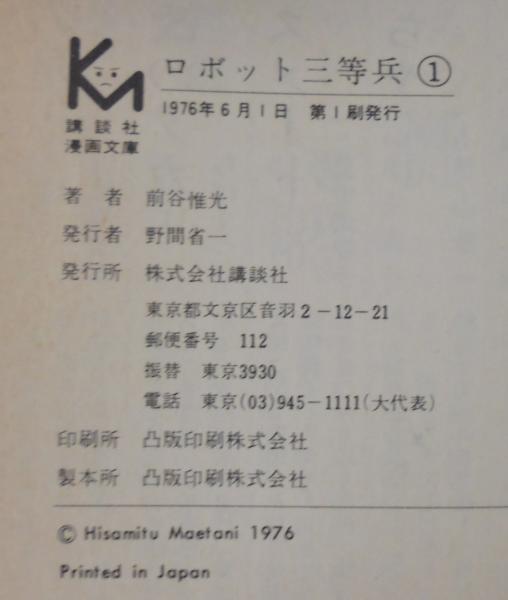 KM
講談社
漫画文庫
ロボット三等兵 ①
1976年6月1日 第1刷発行
著 者 前谷惟光
発行者 野間省一
発行所 株式会社講談社
東京都文京区音羽2-12-21
郵便番号 112
振替 東京3930
電話 東京(03)945-1111(大代表)
印刷所 凸版印刷株式会社
製本所 凸版印刷株式会社
© Hisamitu Maetani 1976
Printed in Japan